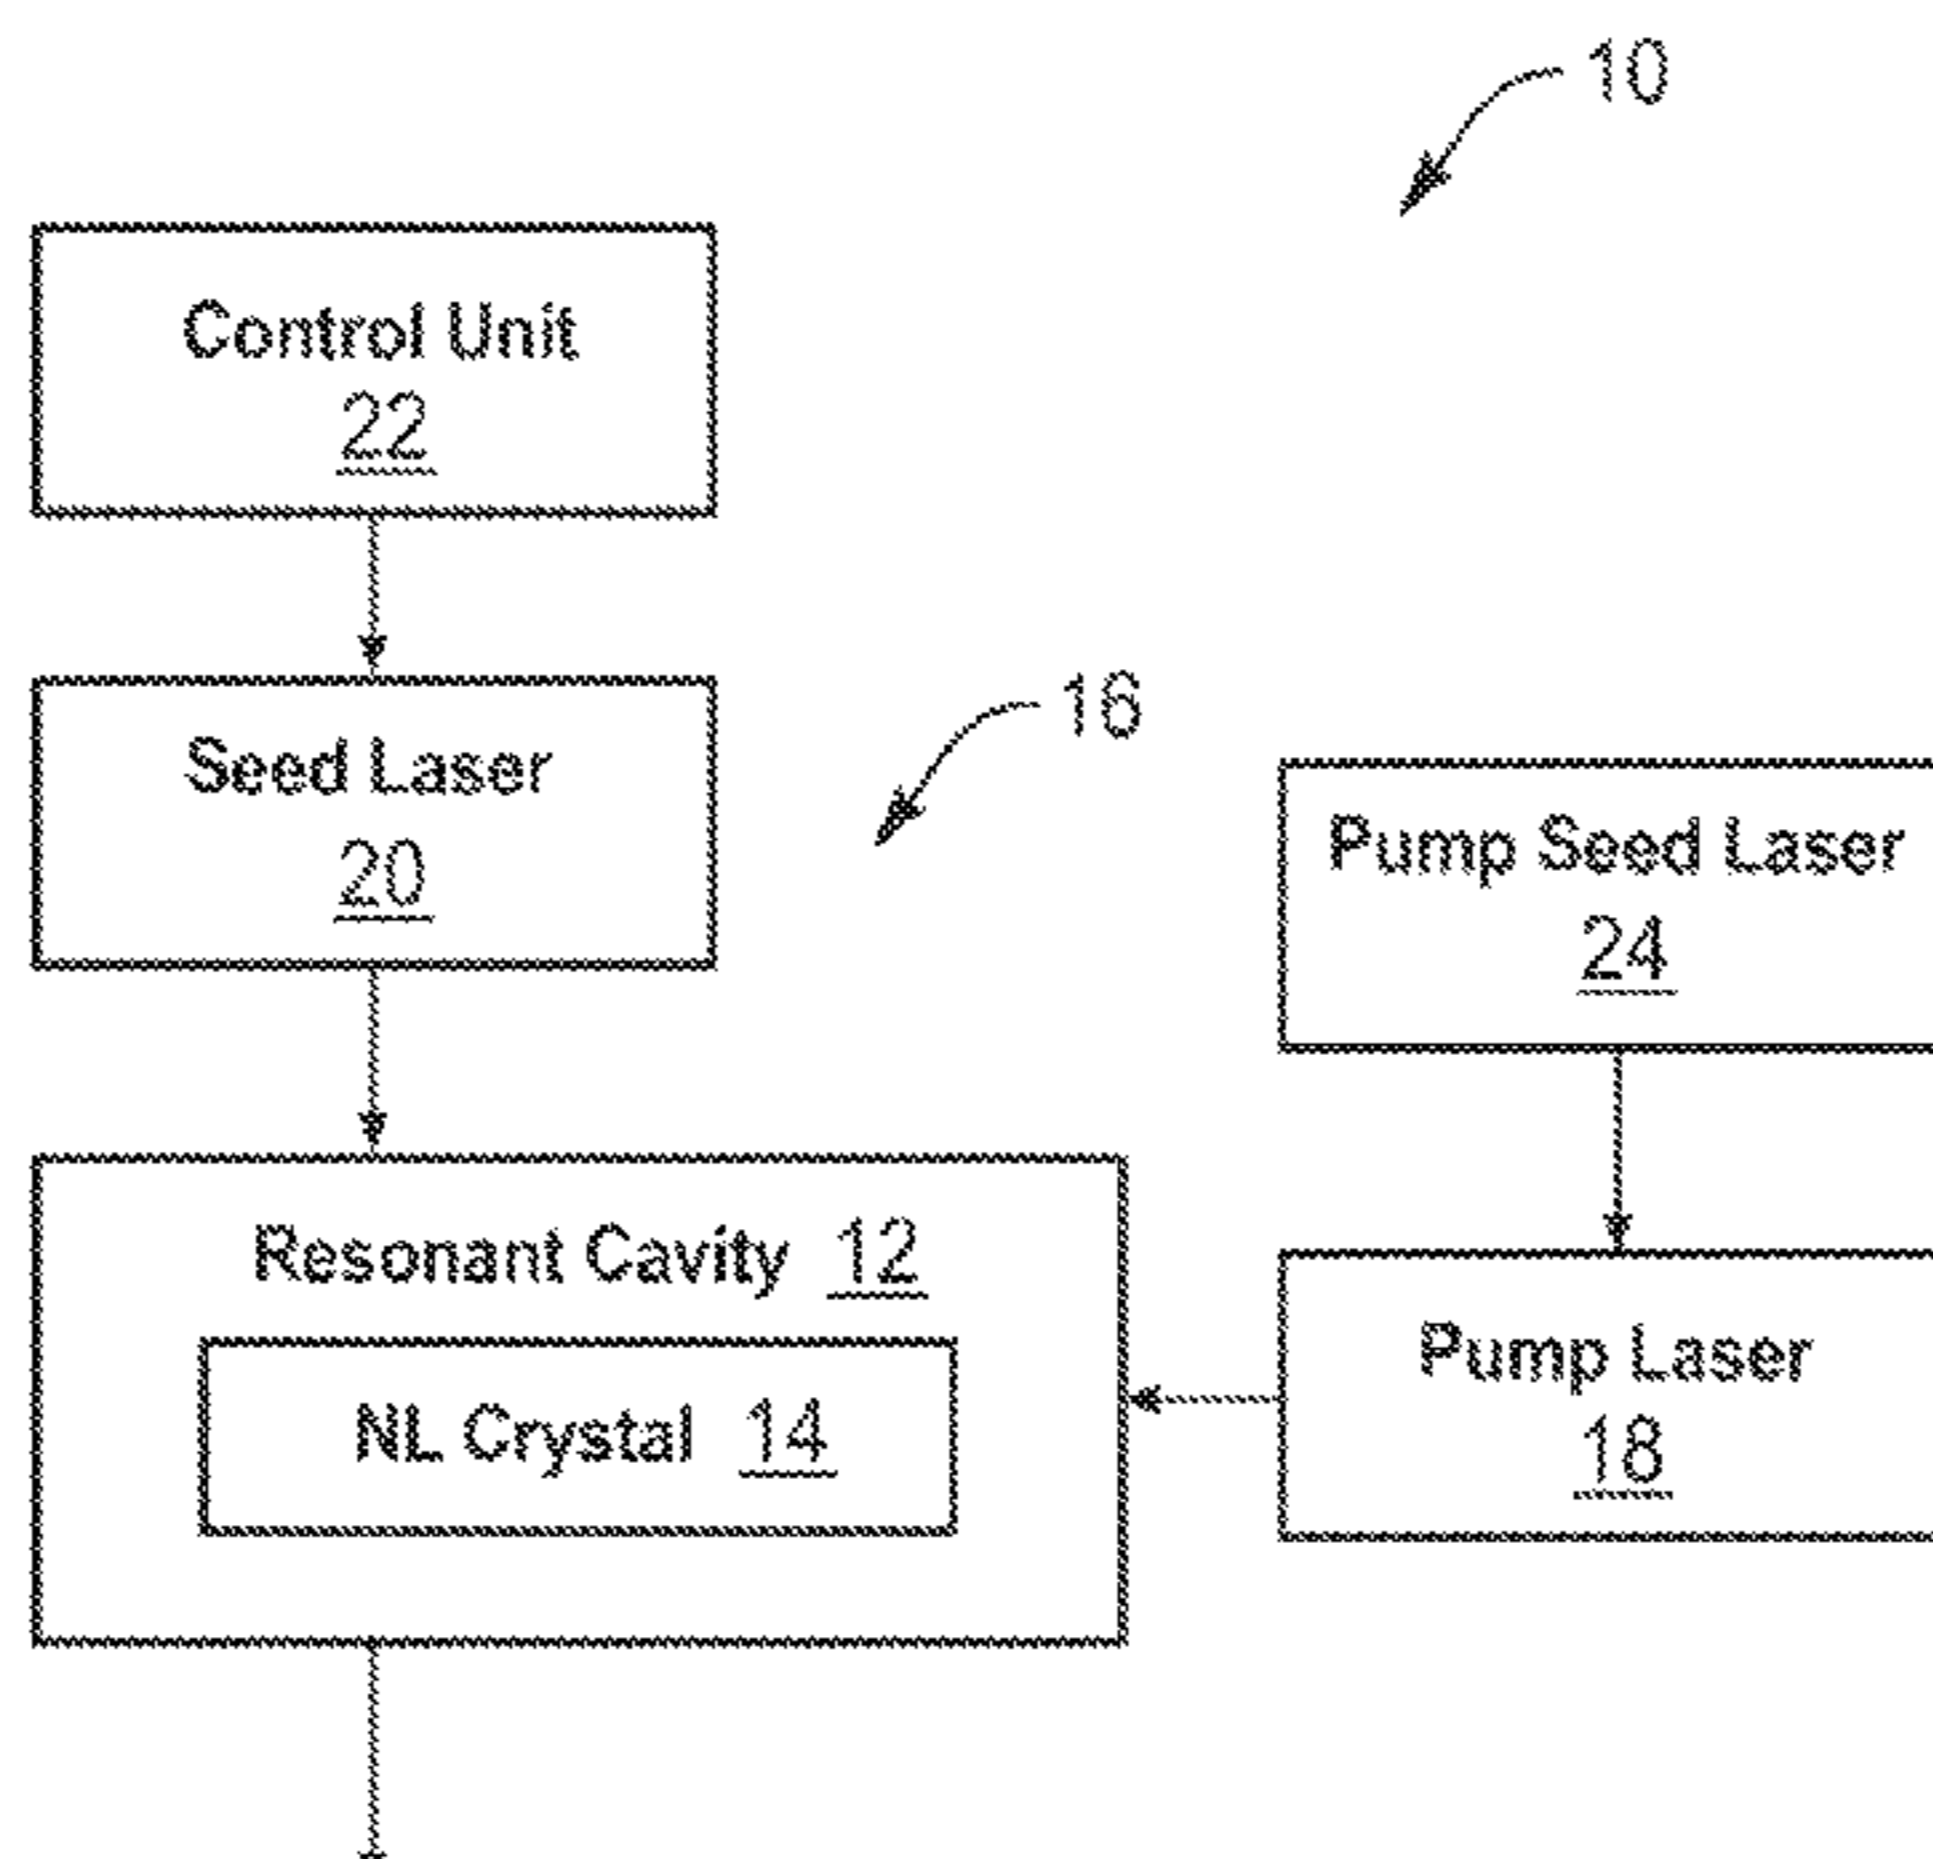 10
Control Unit
22
16
Seed Laser
20
Pump Seed Laser
24
Resonant Cavity 12
NL Crystal 14
Pump Laser
18